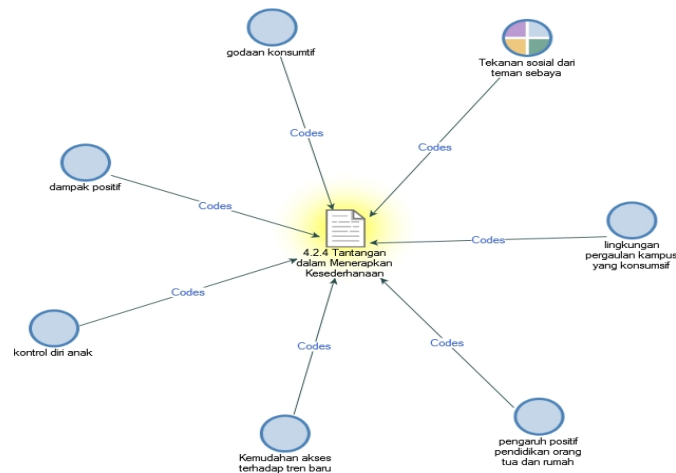 godaan konsumtif
Tekanan sosial dari
teman sebaya
Codes
Codes
dampak positif
Codes
lingkungan
pergaulan kampus
yang konsumsif
Codes
4.2.4 Tantangan
dalam Menerapkan
Kesederhanaan
Codes
kontrol diri anak
Codes
Codes
Kemudahan akses
terhadap tren baru
pengaruh positif
pendidikan orang
tua dan rumah